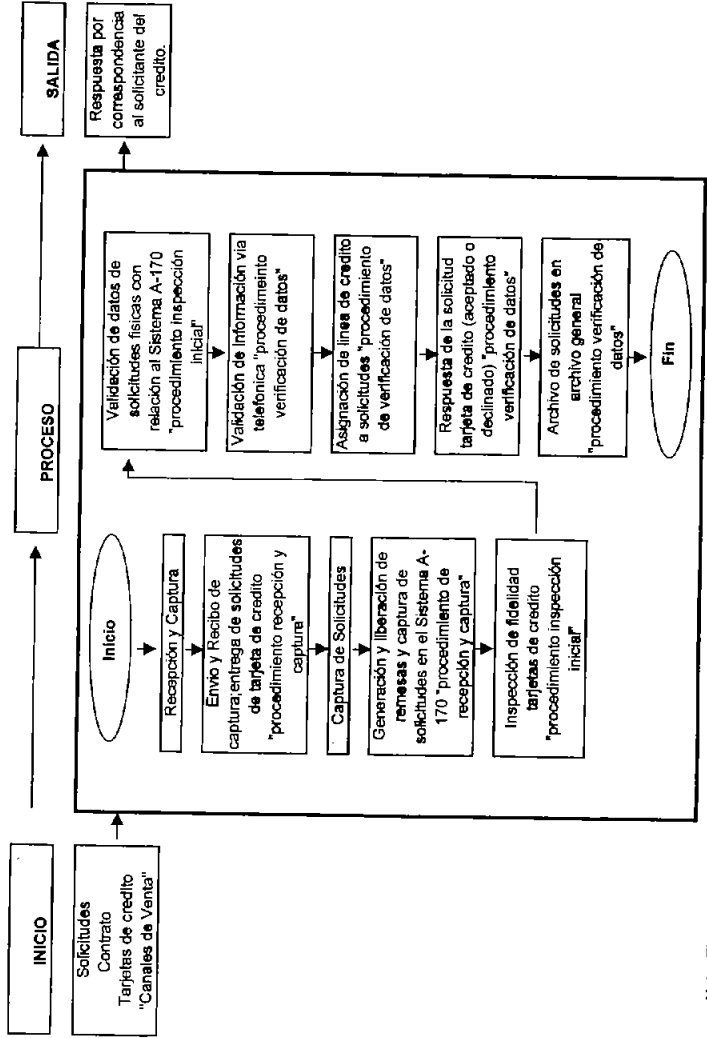 INICIO
PROCESO
SALIDA
Solicitudes
Contrato
Tarjetas de credito
"Canales de Venta"
Inicio
Recepción y Captura
Envio y Recibo de
captura;entrega de solicitudes
de tarjeta de credito
"procedimiento recepción y
captura"
Captura de Solicitudes
Generación y liberación de
remesas y captura de
solicitudes en el Sistema A-
170 "procedimiento de
recepción y captura"
Inspección de fidelidad
tarjetas de credito
"procedimiento inspección
inicial"
Validación de datos de
solicitudes fisicas con
relación al Sistema A-170
"procedimiento inspección
inicial"
Validación de Información via
telefonica "procedimeinto
verificación de datos"
Asignación de linea de credito
a solicitudes "procedimiento
de verificación de datos"
Respuesta de la solicitud
tarjeta de credito (aceptado o
declinado) "procedimiento
verificación de datos"
Archivo de solicitudes en
archivo general
"procedimiento verificación de
datos"
Fin
Respuesta por
correspondencia
al solicitante del
credito.